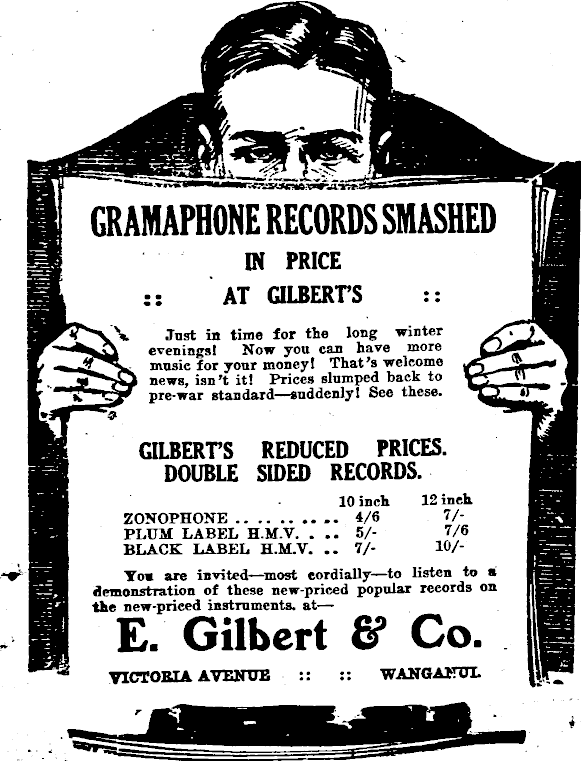 GRAMAPHONE RECORDS SMASHED
IN PRICE
:: AT GILBERT'S ::
Just in time for the long winter
evenings! Now you can have more
music for your money! That's welcome
news, isn't it! Prices slumped back to
pre-war standard—suddenly! See these.
GILBERT'S REDUCED PRICES.
DOUBLE SIDED RECORDS.
10 inch 12 inch
ZONOPHONE .. .. .. .. .. 4/6 7/-
PLUM LABEL H.M.V. . .. 5/- 7/6
BLACK LABEL H.M.V. .. 7/- 10/-
You are invited—most cordially—to listen to a
demonstration of these new-priced popular records on
the new-priced instruments. at—
E. Gilbert & Co.
VICTORIA AVENUE :: :: WANGANUI.